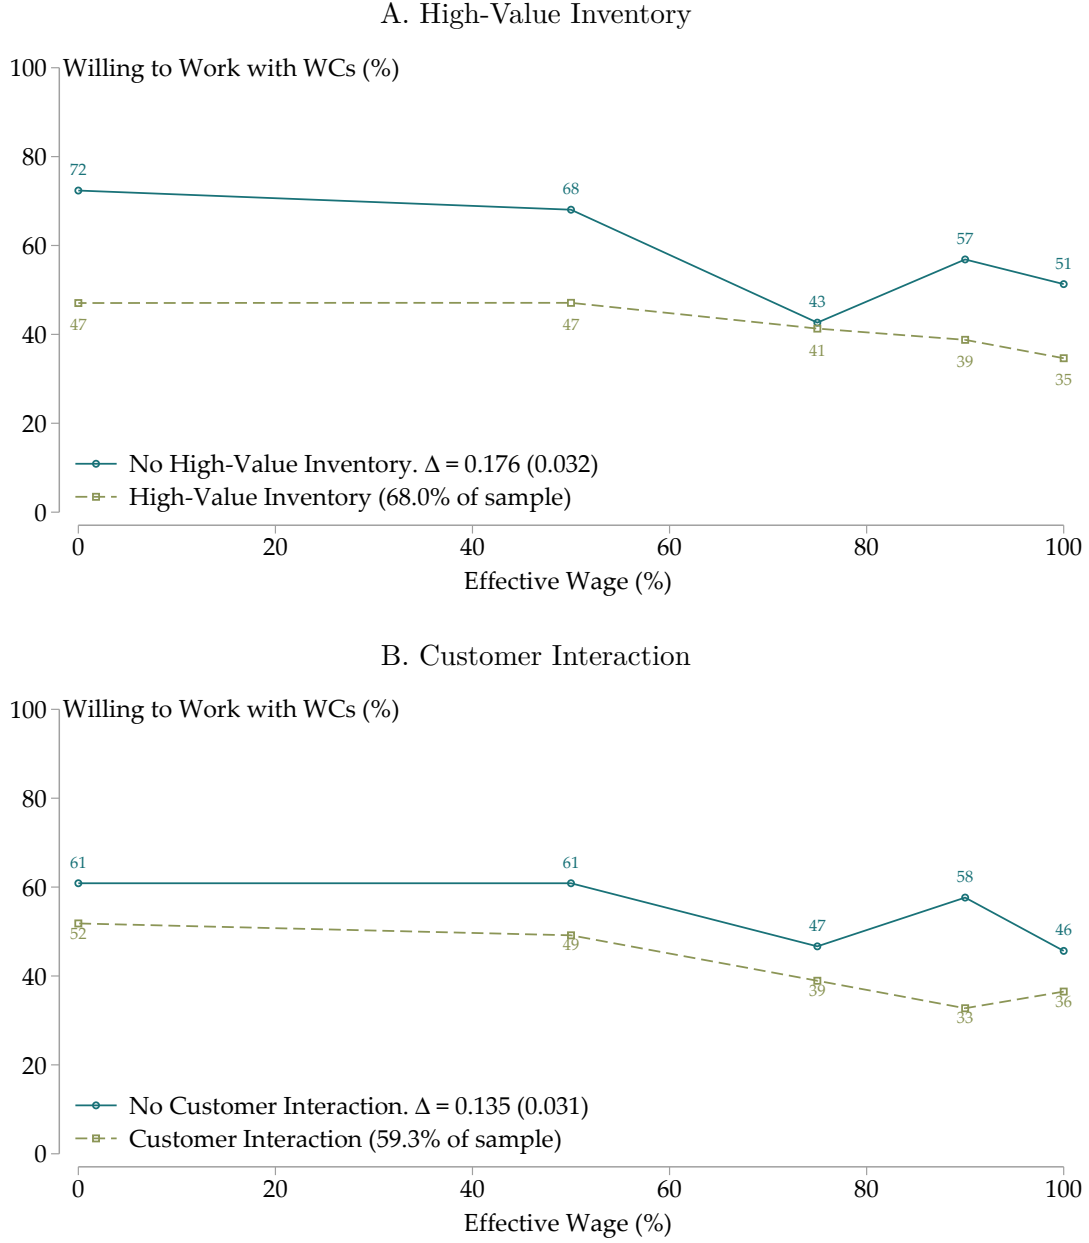 A. High-Value Inventory
100 Willing to Work with WCs (%)
80
72
68
60
57
51
47
47
43
40
41
39
35
20
No High-Value Inventory. Δ = 0.176 (0.032)
High-Value Inventory (68.0% of sample)
0
0 20 40 60 80 100
Effective Wage (%)
B. Customer Interaction
100 Willing to Work with WCs (%)
80
61
61
58
60
52
49
47
46
40
39
33
36
20
No Customer Interaction. Δ = 0.135 (0.031)
Customer Interaction (59.3% of sample)
0
0 20 40 60 80 100
Effective Wage (%)